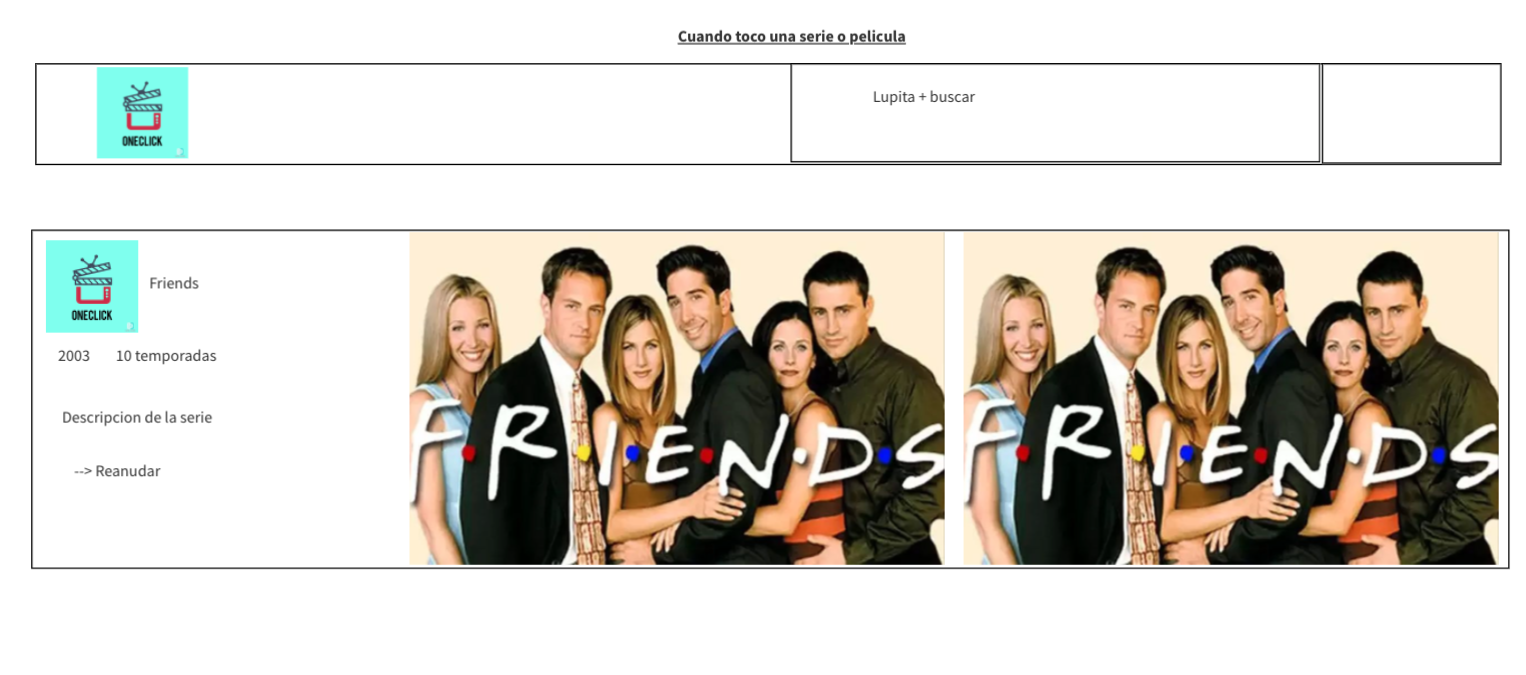 Cuando toco una serie o pelicula
ONECLICK
Lupita + buscar
ONECLICK
Friends
2003 10 temporadas
Descripcion de la serie
--> Reanudar
F.R.I.E.N.D.S
F.R.I.E.N.D.S